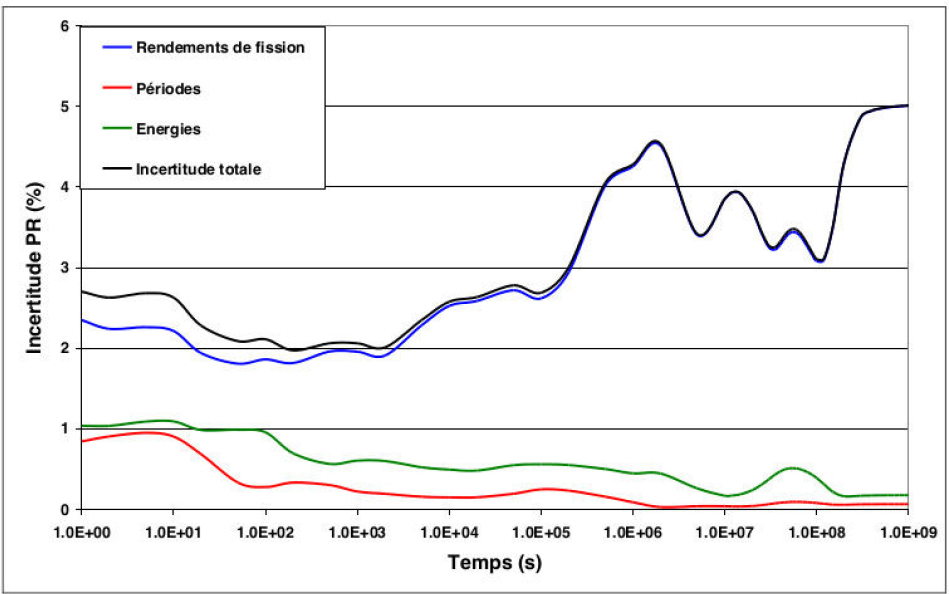 6
5
4
3
2
1
0
Incertitude PR (%)
Rendements de fission
Périodes
Energies
Incertitude totale
1.0E+00 1.0E+01 1.0E+02 1.0E+03 1.0E+04 1.0E+05 1.0E+06 1.0E+07 1.0E+08 1.0E+09
Temps (s)